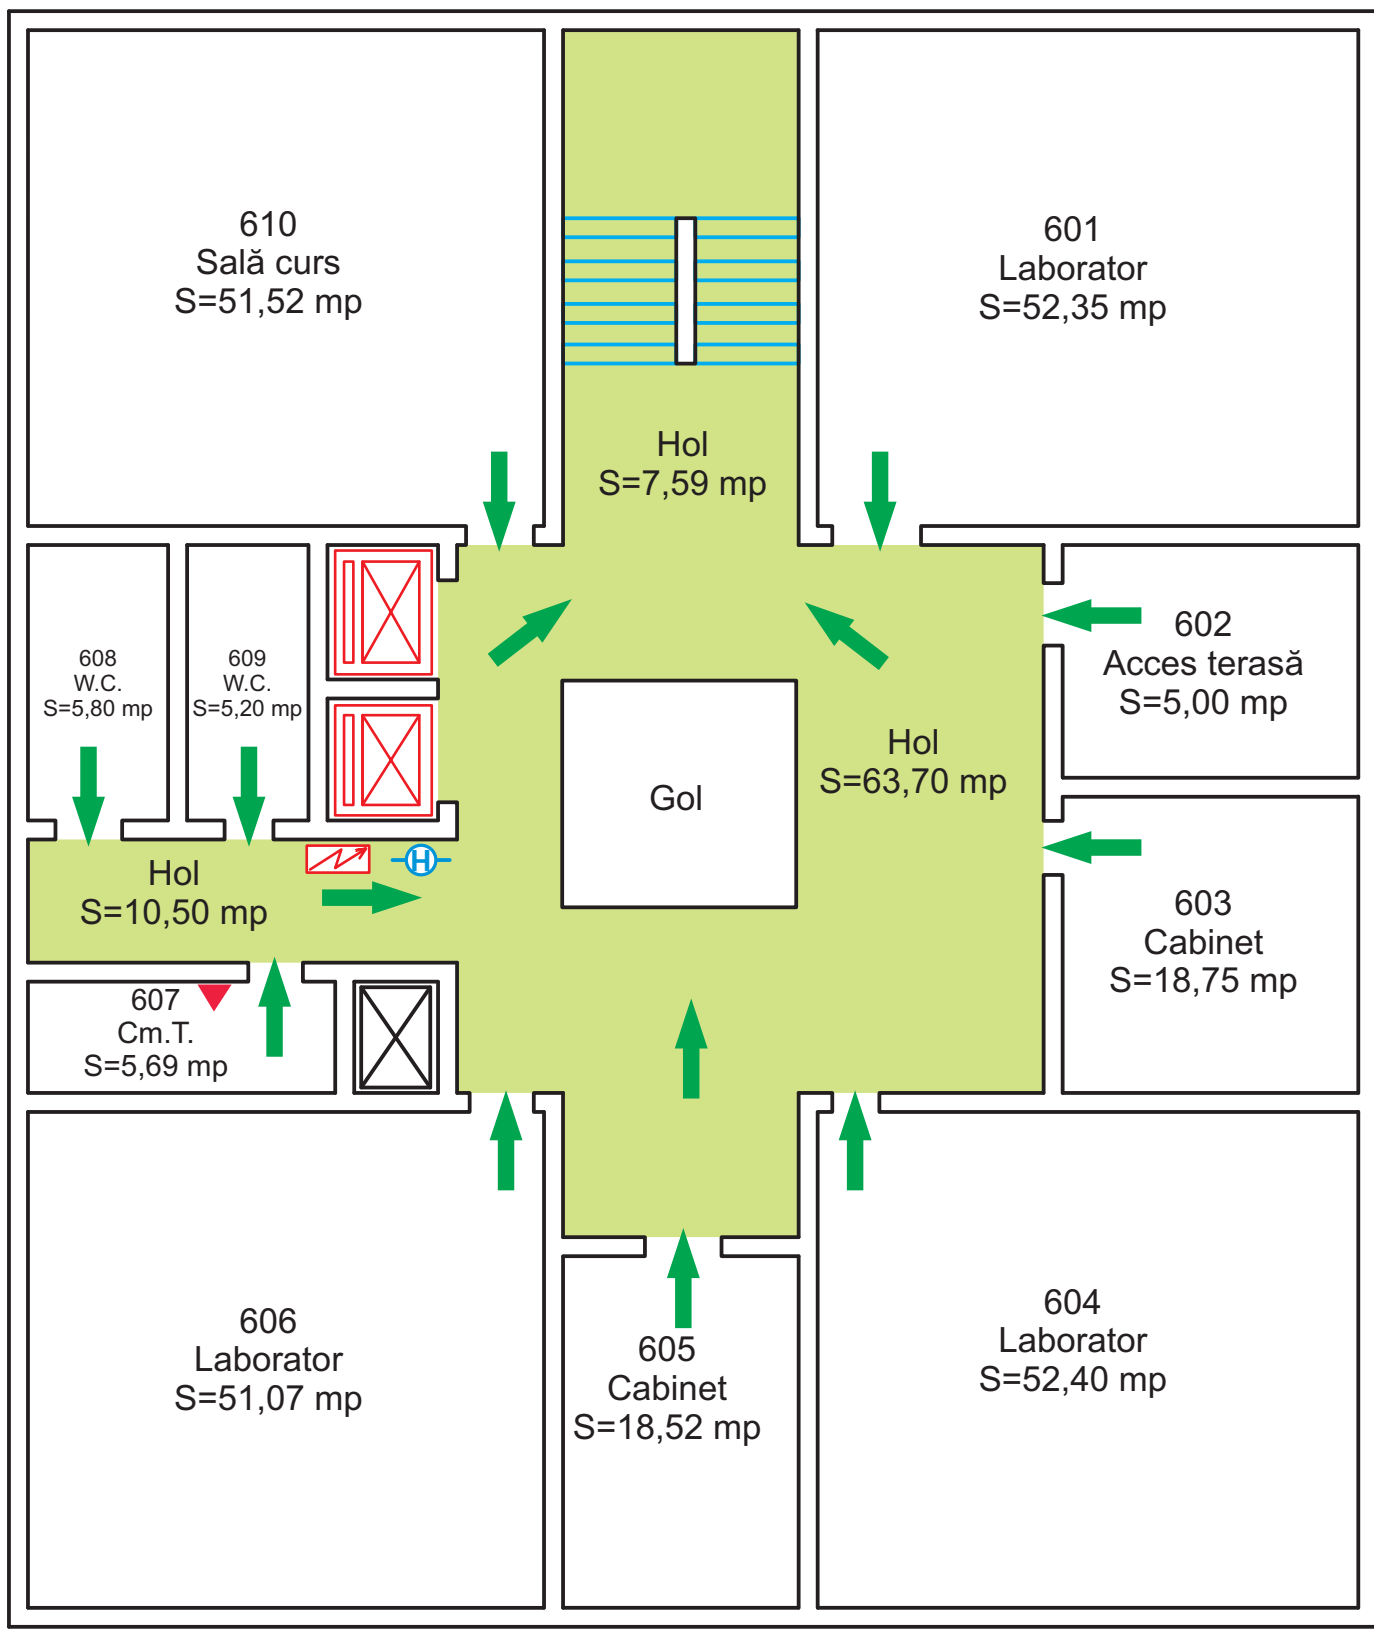 610
Sală curs
S=51,52 mp
601
Laborator
S=52,35 mp
Hol
S=7,59 mp
608
W.C.
S=5,80 mp
609
W.C.
S=5,20 mp
602
Acces terasă
S=5,00 mp
Hol
S=63,70 mp
Gol
H
Hol
S=10,50 mp
603
Cabinet
S=18,75 mp
607
Cm.T.
S=5,69 mp
606
Laborator
S=51,07 mp
605
Cabinet
S=18,52 mp
604
Laborator
S=52,40 mp